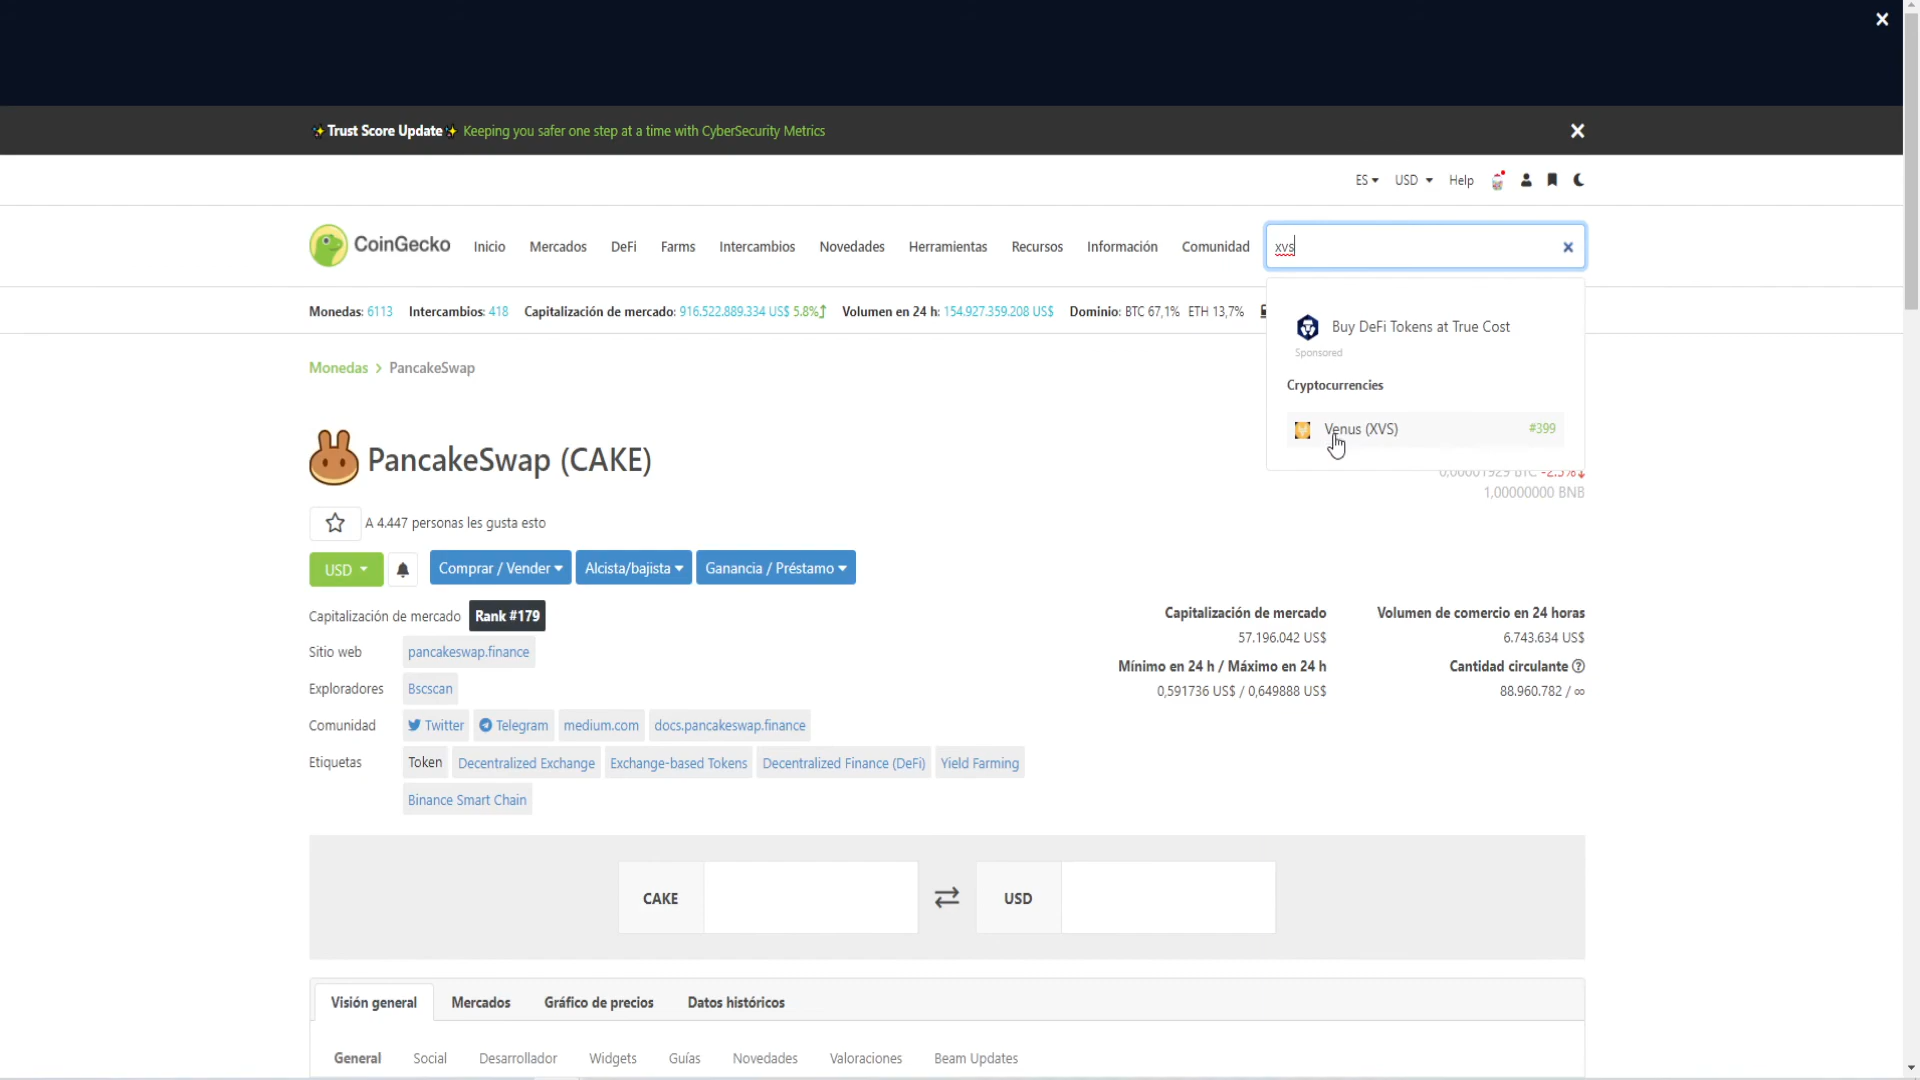 ✨Trust Score Update✨ Keeping you safer one step at a time with CyberSecurity Metrics
ES USD Help
CoinGecko Inicio Mercados DeFi Farms Intercambios Novedades Herramientas Recursos Información Comunidad xvs
Monedas: 6113 Intercambios: 418 Capitalización de mercado: 916.522.889.334 US$ 5.8% Volumen en 24 h: 154.927.359.208 US$ Dominio: BTC 67,1% ETH 13,7%
Buy DeFi Tokens at True Cost
Sponsored
Monedas > PancakeSwap
Cryptocurrencies
Venus (XVS) #399
PancakeSwap (CAKE)
0,00001929 BTC -2.5%
1,00000000 BNB
A 4.447 personas les gusta esto
USD Comprar / Vender Alcista/bajista Ganancia / Préstamo
Capitalización de mercado Rank #179
Capitalización de mercado Volumen de comercio en 24 horas
57.196.042 US$ 6.743.634 US$
Sitio web pancakeswap.finance
Mínimo en 24 h / Máximo en 24 h Cantidad circulante
0,591736 US$ / 0,649888 US$ 88.960.782 / ∞
Exploradores Bscscan
Comunidad Twitter Telegram medium.com docs.pancakeswap.finance
Etiquetas Token Decentralized Exchange Exchange-based Tokens Decentralized Finance (DeFi) Yield Farming
Binance Smart Chain
CAKE USD
Visión general Mercados Gráfico de precios Datos históricos
General Social Desarrollador Widgets Guías Novedades Valoraciones Beam Updates